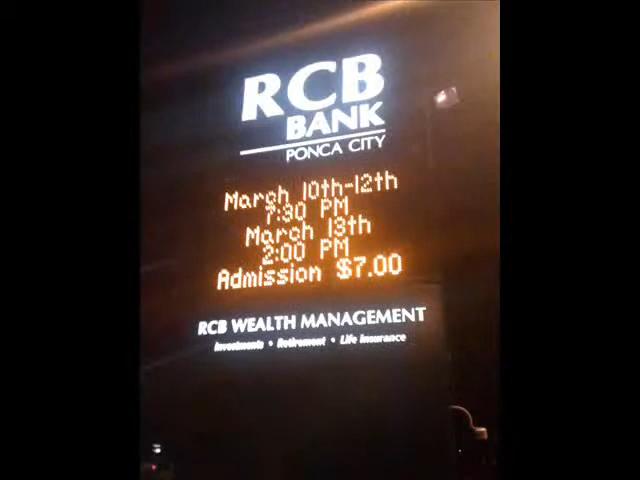 RCB
BANK
PONCA CITY
March 10th-12th
7:30 PM
March 13th
2:00 PM
Admission $7.00
RCB WEALTH MANAGEMENT
Investments • Retirement • Life Insurance